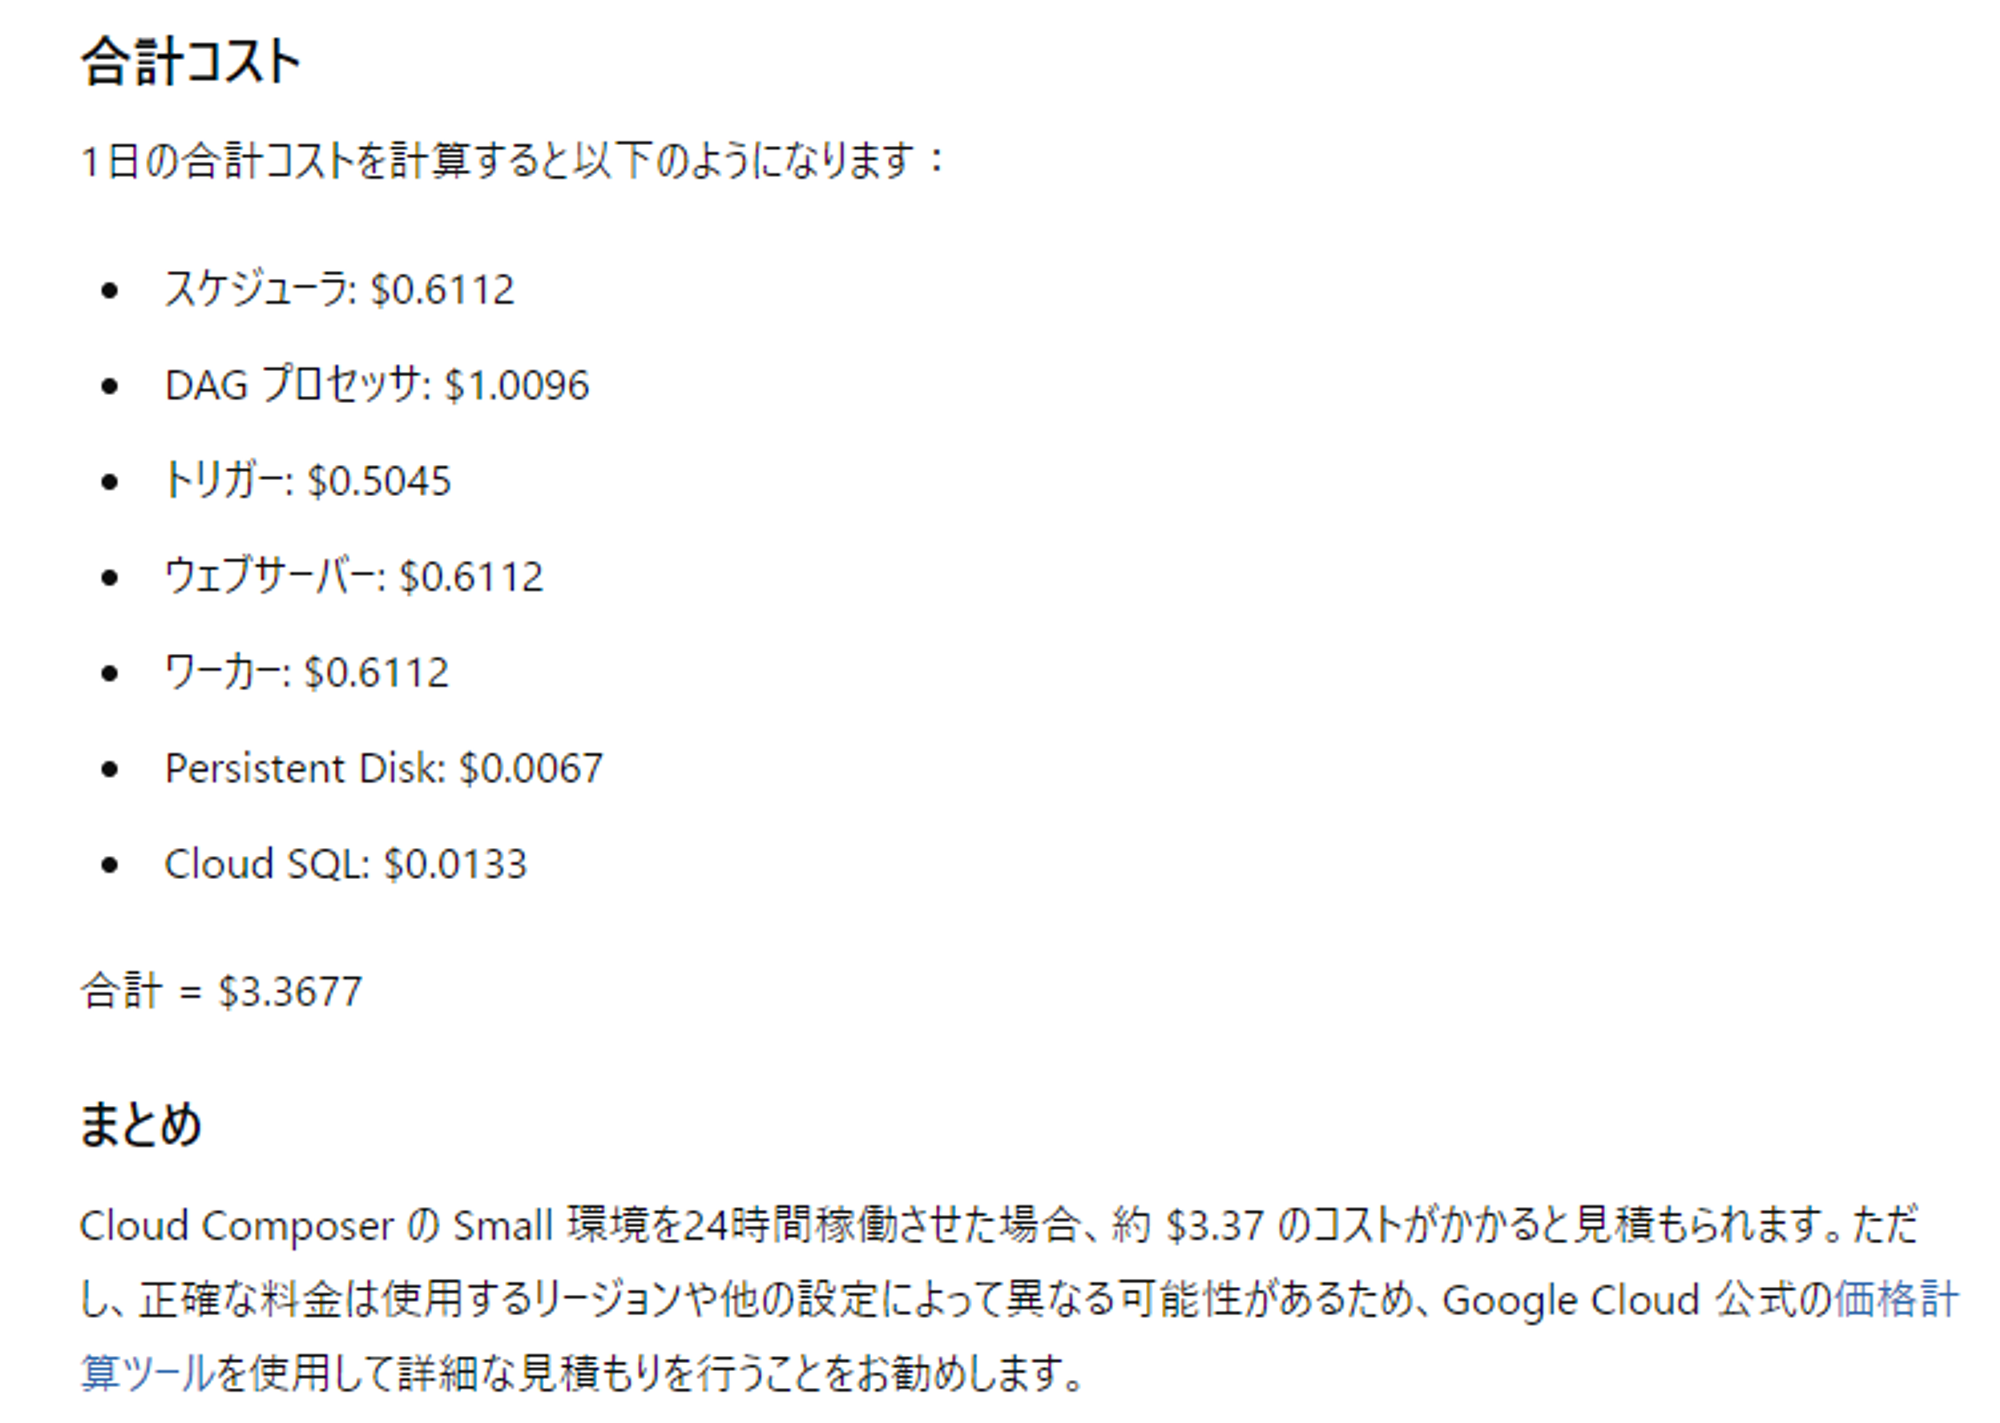 合計コスト
1日の合計コストを計算すると以下のようになります：
• スケジューラ: $0.6112
• DAG プロセッサ: $1.0096
• トリガー: $0.5045
• ウェブサーバー: $0.6112
• ワーカー: $0.6112
• Persistent Disk: $0.0067
• Cloud SQL: $0.0133
合計 = $3.3677
まとめ
Cloud Composer の Small 環境を24時間稼働させた場合、約 $3.37 のコストがかかると見積もられます。ただ
し、正確な料金は使用するリージョンや他の設定によって異なる可能性があるため、Google Cloud 公式の価格計
算ツールを使用して詳細な見積もりを行うことをお勧めします。